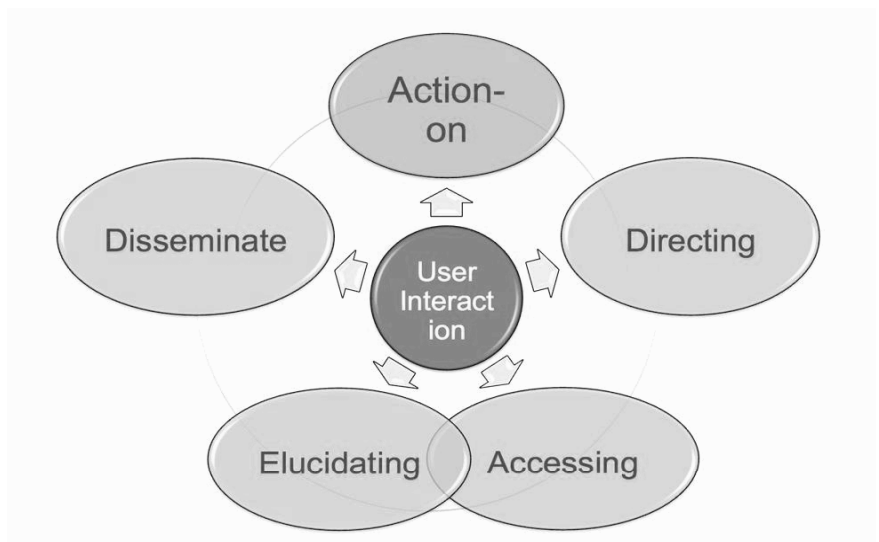 Action-
on
Disseminate
Directing
User
Interact
ion
Elucidating
Accessing